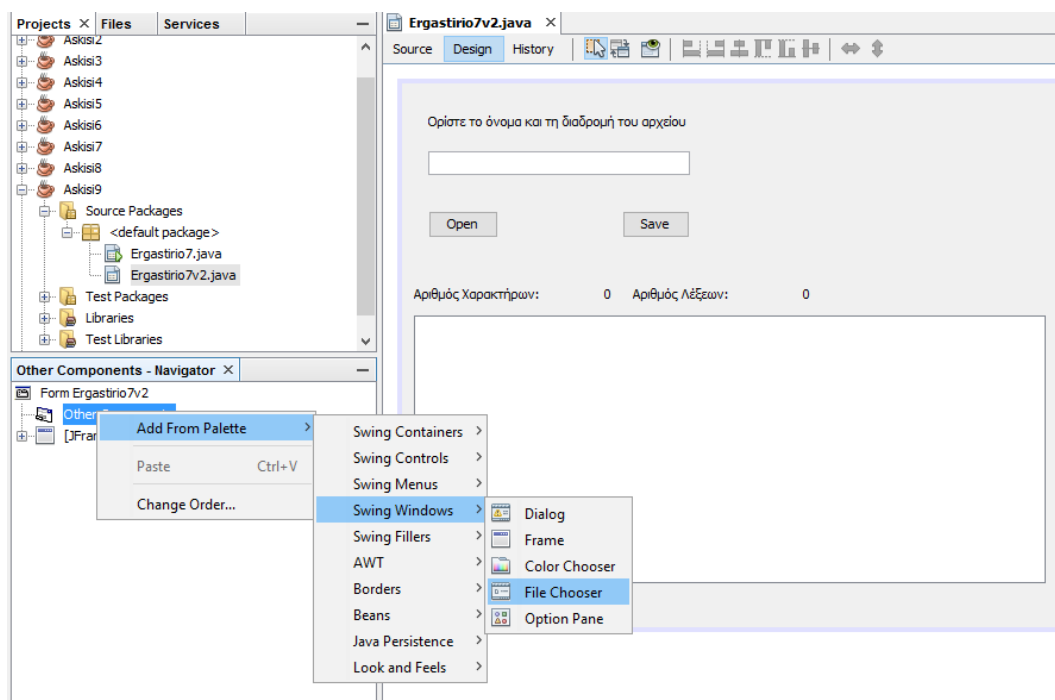 Projects
Files
Services
Askisi2
Askisi3
Askisi4
Askisi5
Askisi6
Askisi7
Askisi8
Askisi9
Source Packages
<default package>
Ergastirio7.java
Ergastirio7v2.java
Test Packages
Libraries
Test Libraries
Other Components - Navigator
Form Ergastirio7v2
Other
[JFra
Add From Palette
Paste Ctrl+V
Change Order...
Swing Containers
Swing Controls
Swing Menus
Swing Windows
Swing Fillers
AWT
Borders
Beans
Java Persistence
Look and Feels
Dialog
Frame
Color Chooser
File Chooser
Option Pane
Ergastirio7v2.java
Source Design History
Ορίστε το όνομα και τη διαδρομή του αρχείου
Open Save
Αριθμός Χαρακτήρων: 0 Αριθμός Λέξεων: 0